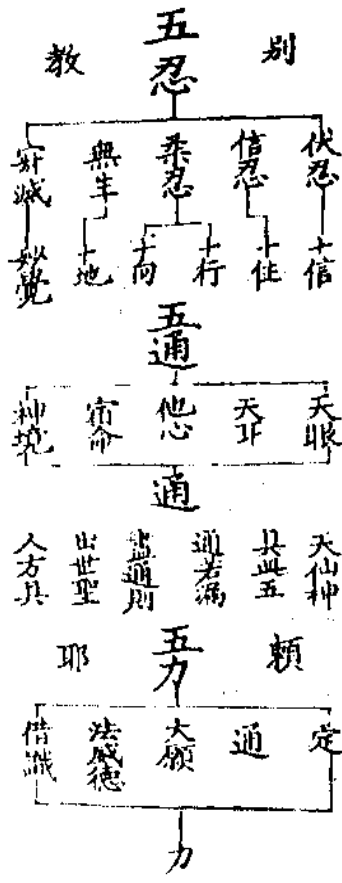 別教
五忍
伏忍
信忍
柔忍
無生
寂滅
十信
十住
十行
十向
十地
妙覺
五通
天眼
天耳
他心
宿命
神境
通
天仙神
具此五
通若漏
盡通則
出世聖
人方具
賴耶
五力
定
通
大願
法威德
借識
力